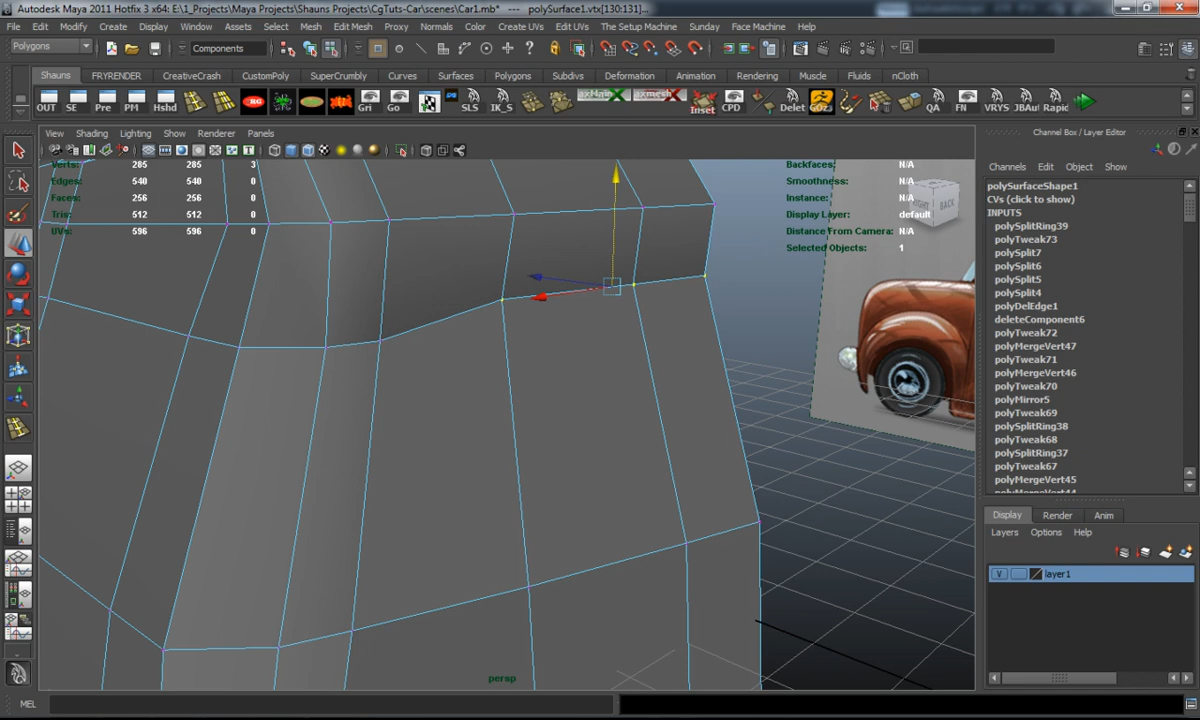 Autodesk Maya 2011 Hotfix 3 x64: E:\1_Projects\Maya Projects\Shauns Projects\CgTuts-Car\scenes\Car1.mb* --- polySurface1.vtx[130:131]...
File Edit Modify Create Display Window Assets Select Mesh Edit Mesh Proxy Normals Color Create UVs Edit UVs The Setup Machine Sunday Face Machine Help
Polygons Components
Shauns FRYRENDER CreativeCrash CustomPoly SuperCrumbly Curves Surfaces Polygons Subdivs Deformation Animation Rendering Muscle Fluids nCloth
OUT SE Pre PM Hshd Gri Go SLS IK_S Inset CPD Delet GOz3 QA FN VRYS JBAut Rapic
View Shading Lighting Show Renderer Panels
Verts: 285 285 3
Edges: 540 540 0
Faces: 256 256 0
Tris: 512 512 0
UVs: 596 596 0
Backfaces: N/A
Smoothness: N/A
Instance: N/A
Display Layer: default
Distance From Camera: N/A
Selected Objects: 1
RIGHT BACK
persp
Channel Box / Layer Editor
Channels Edit Object Show
polySurfaceShape1
CVs (click to show)
INPUTS
polySplitRing39
polyTweak73
polySplit7
polySplit6
polySplit5
polySplit4
polyDelEdge1
deleteComponent6
polyTweak72
polyMergeVert47
polyTweak71
polyMergeVert46
polyTweak70
polyMirror5
polyTweak69
polySplitRing38
polyTweak68
polySplitRing37
polyTweak67
polyMergeVert45
polyMergeVert44
Display Render Anim
Layers Options Help
V layer1
MEL